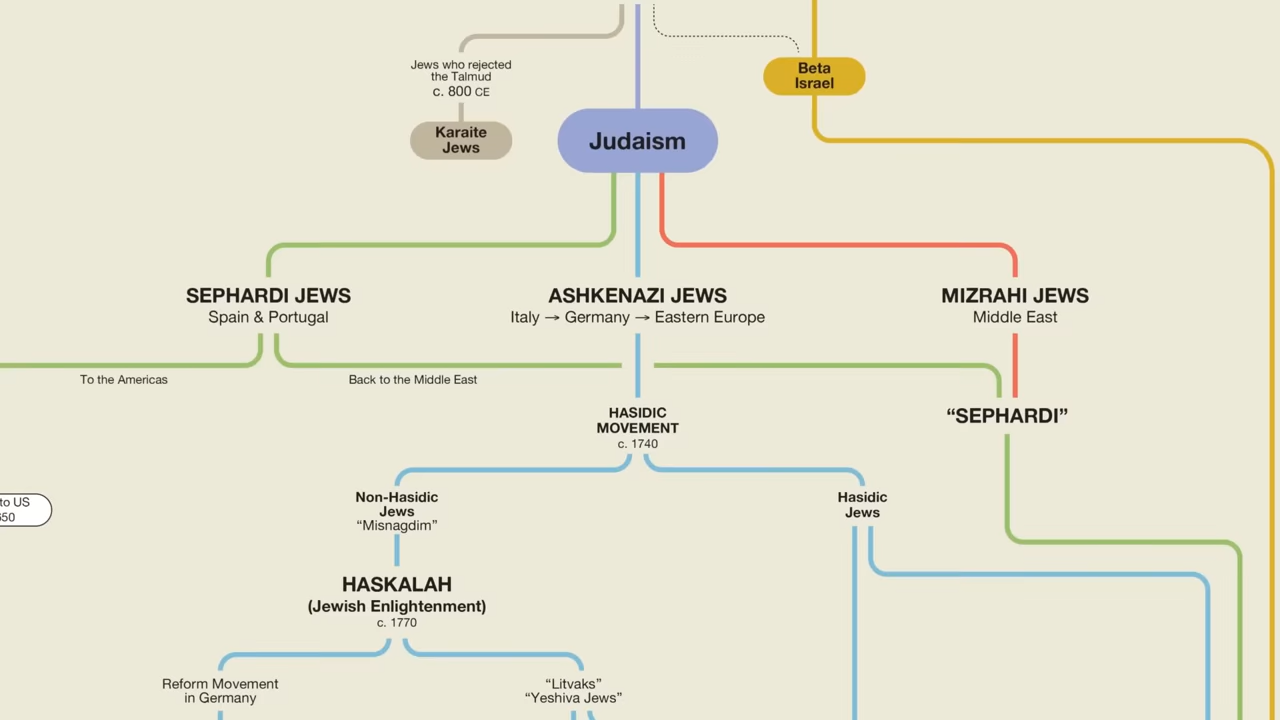 Jews who rejected
the Talmud
c. 800 CE
Karaite
Jews
Judaism
Beta
Israel
SEPHARDI JEWS
Spain & Portugal
ASHKENAZI JEWS
Italy → Germany → Eastern Europe
MIZRAHI JEWS
Middle East
To the Americas
Back to the Middle East
HASIDIC
MOVEMENT
c. 1740
“SEPHARDI”
to US
650
Non-Hasidic
Jews
“Misnagdim”
Hasidic
Jews
HASKALAH
(Jewish Enlightenment)
c. 1770
Reform Movement
in Germany
“Litvaks”
“Yeshiva Jews”